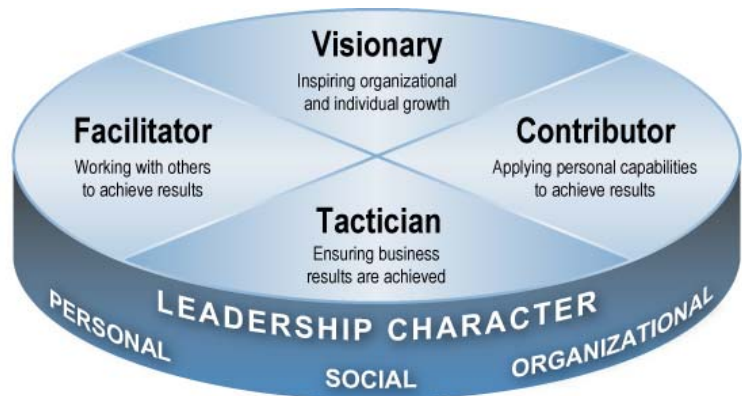 Visionary
Inspiring organizational
and individual growth
Facilitator
Working with others
to achieve results
Contributor
Applying personal capabilities
to achieve results
Tactician
Ensuring business
results are achieved
LEADERSHIP CHARACTER
PERSONAL
SOCIAL
ORGANIZATIONAL